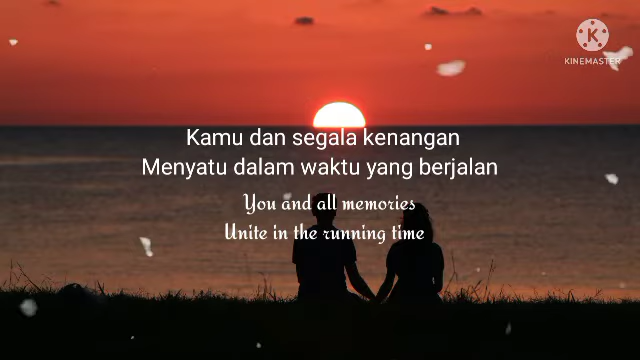 KINEMASTER
Kamu dan segala kenangan
Menyatu dalam waktu yang berjalan
You and all memories
Unite in the running time